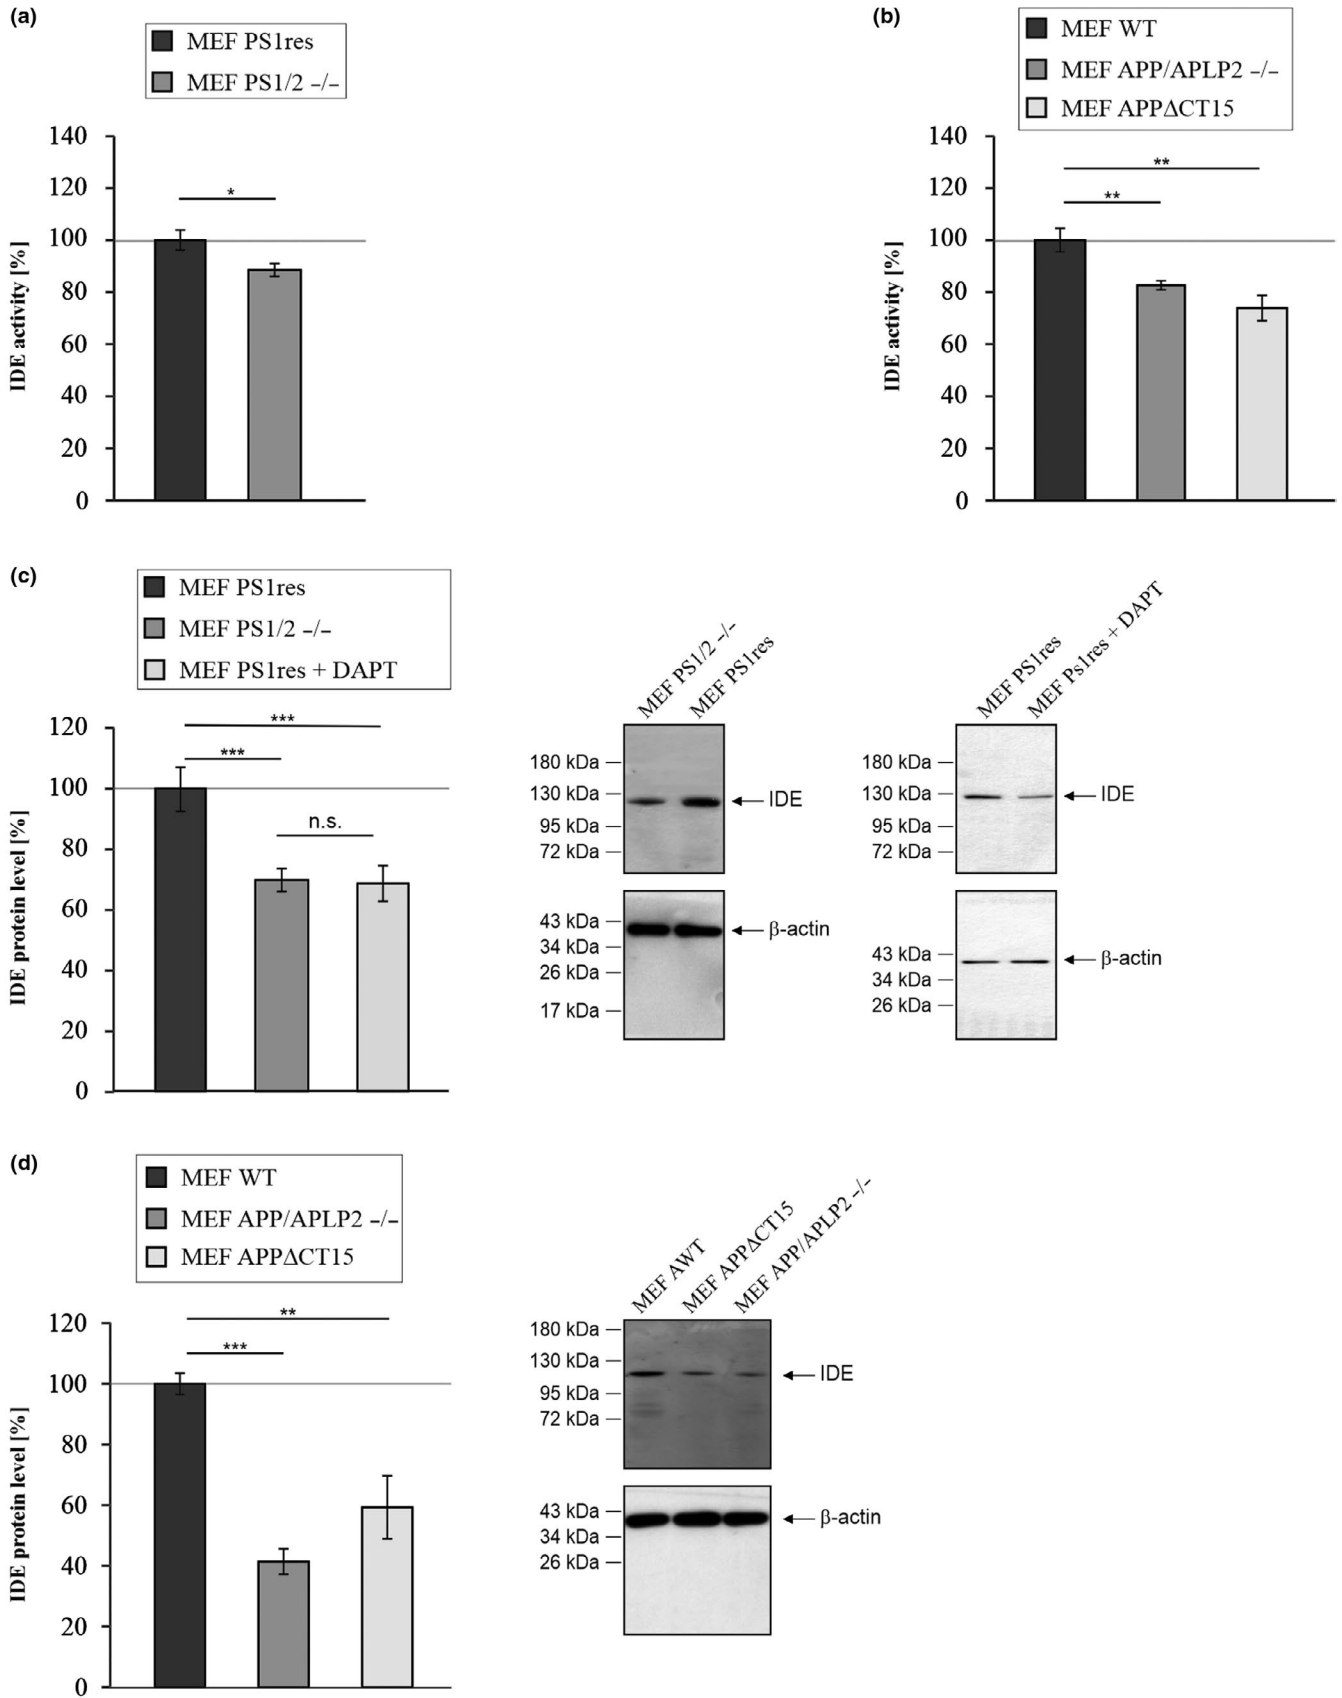 (a)
MEF PS1res
MEF PS1/2 –/–
140
120
100
80
60
40
20
0
IDE activity [%]
*
(b)
MEF WT
MEF APP/APLP2 –/–
MEF APPΔCT15
140
120
100
80
60
40
20
0
IDE activity [%]
**
**
(c)
MEF PS1res
MEF PS1/2 –/–
MEF PS1res + DAPT
120
100
80
60
40
20
0
IDE protein level [%]
***
***
n.s.
MEF PS1/2 –/–
MEF PS1res
180 kDa
130 kDa
95 kDa
72 kDa
IDE
43 kDa
34 kDa
26 kDa
17 kDa
β-actin
MEF PS1res
MEF Ps1res + DAPT
180 kDa
130 kDa
95 kDa
72 kDa
IDE
43 kDa
34 kDa
26 kDa
β-actin
(d)
MEF WT
MEF APP/APLP2 –/–
MEF APPΔCT15
120
100
80
60
40
20
0
IDE protein level [%]
**
***
MEF AWT
MEF APPΔCT15
MEF APP/APLP2 –/–
180 kDa
130 kDa
95 kDa
72 kDa
IDE
43 kDa
34 kDa
26 kDa
β-actin